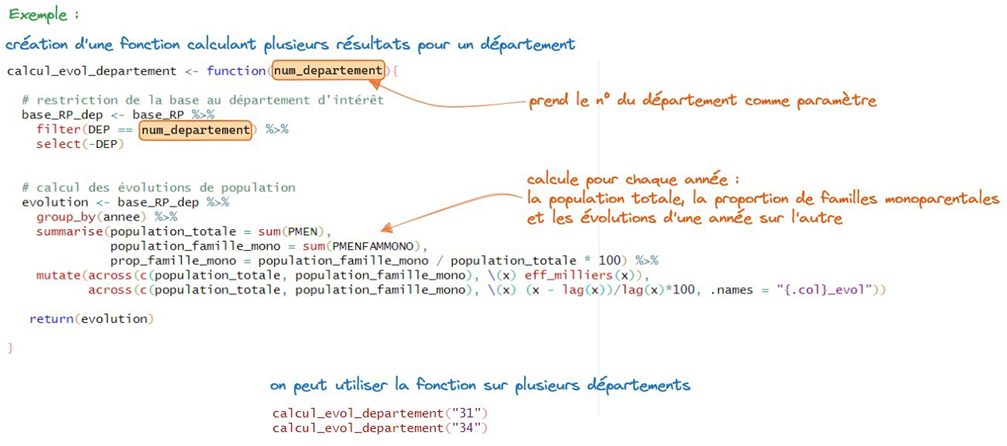 Exemple :
création d'une fonction calculant plusieurs résultats pour un département
calcul_evol_departement <- function(num_departement){
# restriction de la base au département d'intérêt
base_RP_dep <- base_RP %>%
filter(DEP == num_departement) %>%
select(-DEP)
prend le n° du département comme paramètre
# calcul des évolutions de population
evolution <- base_RP_dep %>%
group_by(annee) %>%
summarise(population_totale = sum(PMEN),
population_famille_mono = sum(PMENFAMMONO),
prop_famille_mono = population_famille_mono / population_totale * 100) %>%
mutate(across(c(population_totale, population_famille_mono), \(x) eff_milliers(x)),
across(c(population_totale, population_famille_mono), \(x) (x - lag(x))/lag(x)*100, .names = "{.col}_evol"))
calcule pour chaque année :
la population totale, la proportion de familles monoparentales
et les évolutions d'une année sur l'autre
return(evolution)
}
on peut utiliser la fonction sur plusieurs départements
calcul_evol_departement("31")
calcul_evol_departement("34")